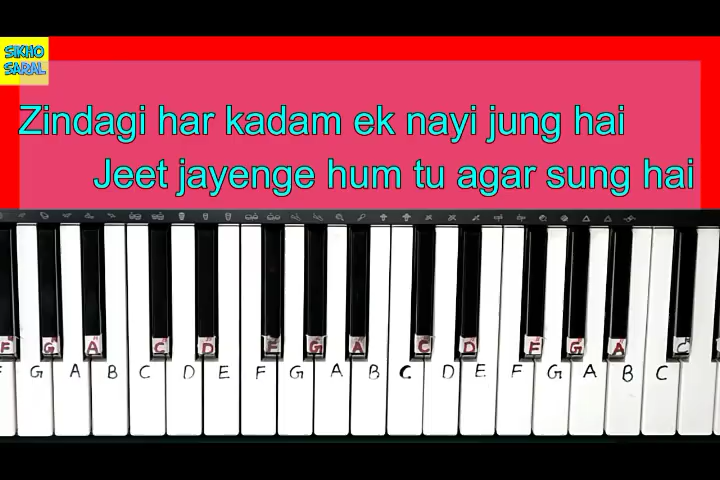 SIKHO
SARAL
Zindagi har kadam ek nayi jung hai
Jeet jayenge hum tu agar sung hai
F G A C D F G A C D F G A C
F G A B C D E F G A B C D E F G A B C